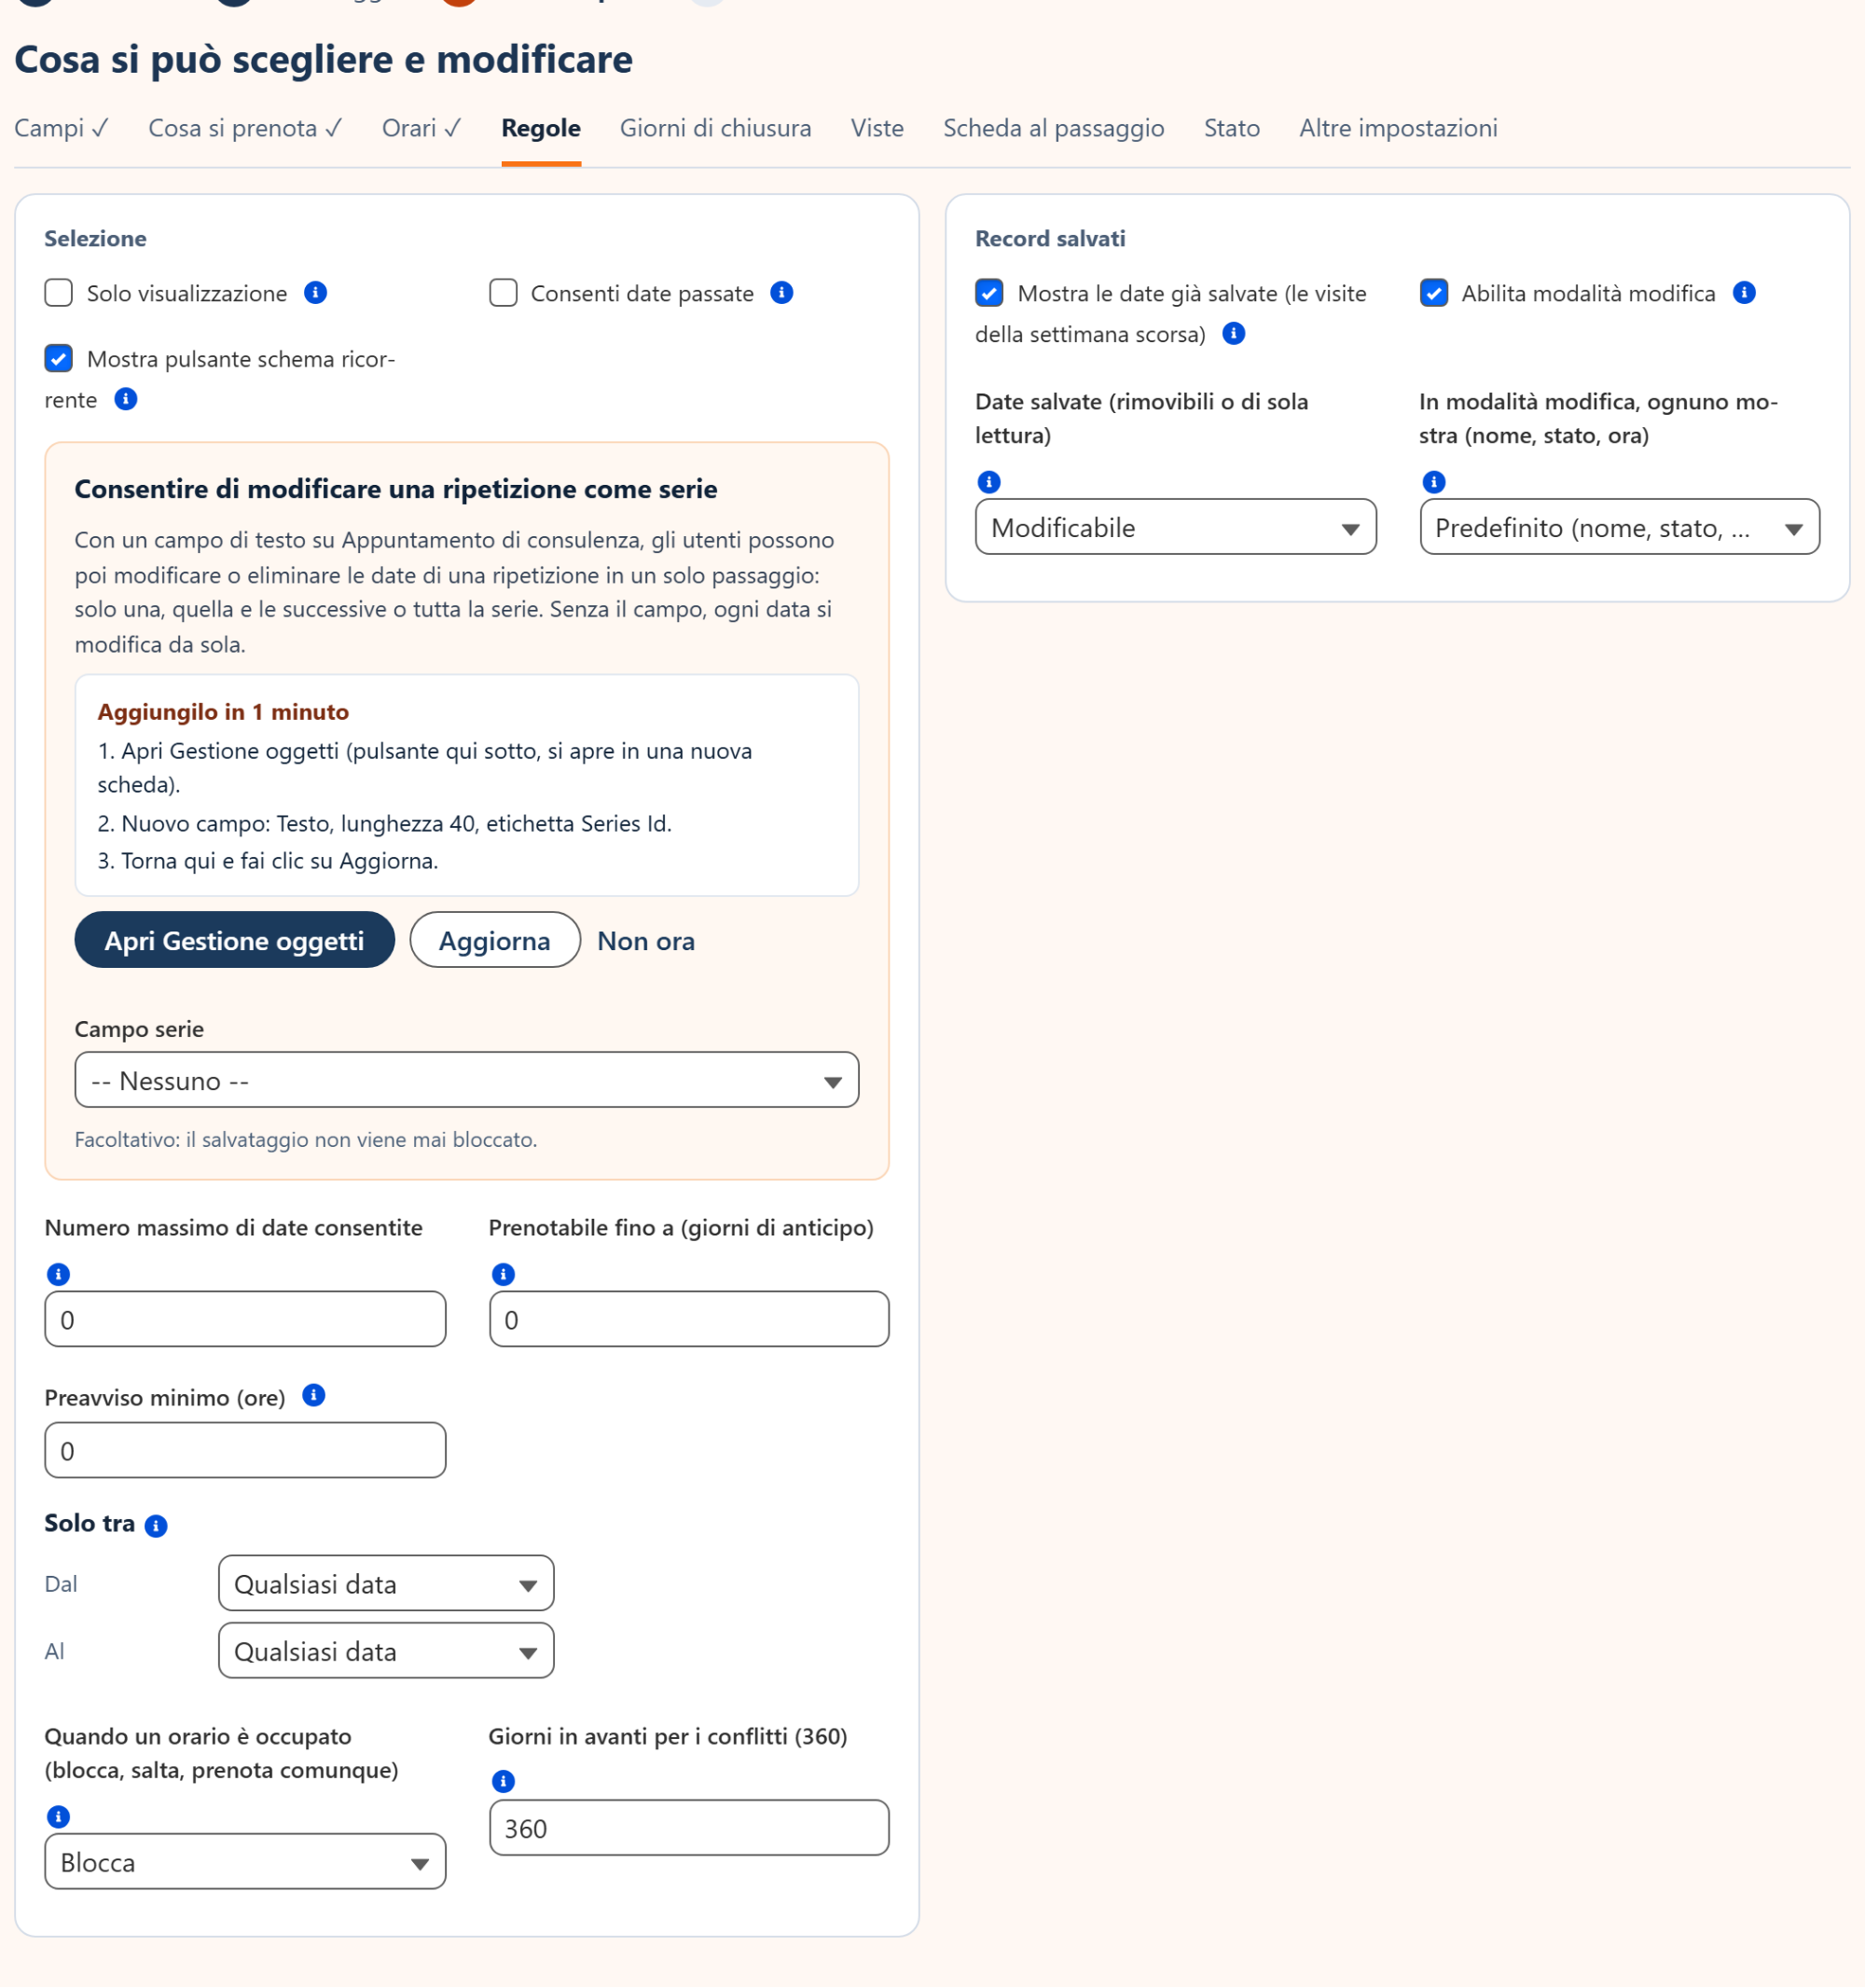 Cosa si può scegliere e modificare
Campi ✓ Cosa si prenota ✓ Orari ✓ Regole Giorni di chiusura Viste Scheda al passaggio Stato Altre impostazioni
Selezione
Solo visualizzazione
Consenti date passate
Mostra pulsante schema ricor-
rente
Consentire di modificare una ripetizione come serie
Con un campo di testo su Appuntamento di consulenza, gli utenti possono
poi modificare o eliminare le date di una ripetizione in un solo passaggio:
solo una, quella e le successive o tutta la serie. Senza il campo, ogni data si
modifica da sola.
Aggiungilo in 1 minuto
1. Apri Gestione oggetti (pulsante qui sotto, si apre in una nuova
scheda).
2. Nuovo campo: Testo, lunghezza 40, etichetta Series Id.
3. Torna qui e fai clic su Aggiorna.
Apri Gestione oggetti Aggiorna Non ora
Campo serie
-- Nessuno --
Facoltativo: il salvataggio non viene mai bloccato.
Numero massimo di date consentite
0
Prenotabile fino a (giorni di anticipo)
0
Preavviso minimo (ore)
0
Solo tra
Dal Qualsiasi data
Al Qualsiasi data
Quando un orario è occupato
(blocca, salta, prenota comunque)
Blocca
Giorni in avanti per i conflitti (360)
360
Record salvati
Mostra le date già salvate (le visite
della settimana scorsa)
Abilita modalità modifica
Date salvate (rimovibili o di sola
lettura)
Modificabile
In modalità modifica, ognuno mo-
stra (nome, stato, ora)
Predefinito (nome, stato, ...